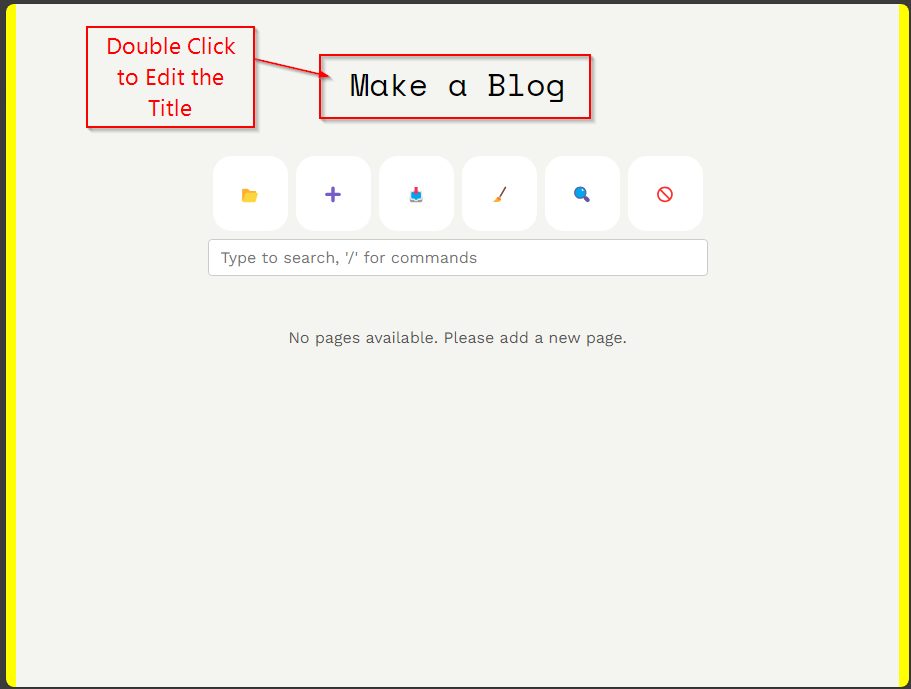 Double Click
to Edit the
Title
Make a Blog
Type to search, '/' for commands
No pages available. Please add a new page.